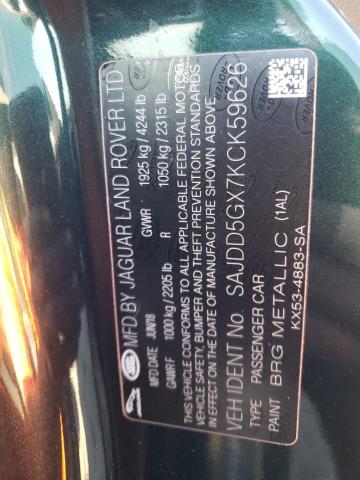 MFD BY JAGUAR LAND ROVER LTD
MFD DATE JUN/18 GVWR 1925 kg / 4244 lb
GAWR F 1000 kg / 2205 lb R 1050 kg / 2315 lb
THIS VEHICLE CONFORMS TO ALL APPLICABLE FEDERAL MOTOR
VEHICLE SAFETY, BUMPER AND THEFT PREVENTION STANDARDS
IN EFFECT ON THE DATE OF MANUFACTURE SHOWN ABOVE
VEH IDENT No. SAJDD5GX7KCK59626
TYPE PASSENGER CAR
PAINT BRG METALLIC (1AL)
KX53-4883-SA